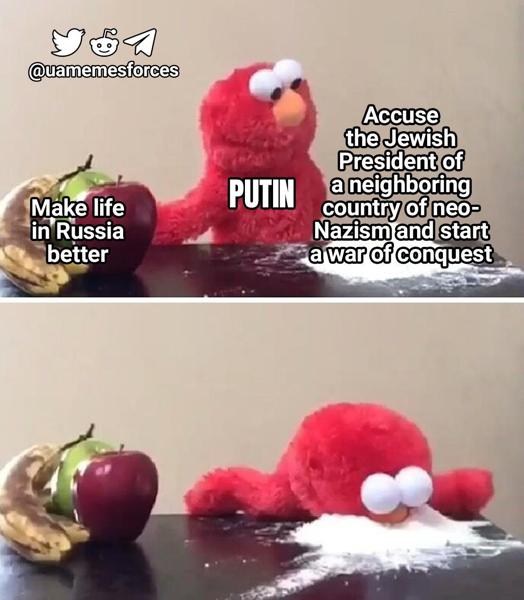 @uamemesforces
Make life
in Russia
better
PUTIN
Accuse
the Jewish
President of
a neighboring
country of neo-
Nazism and start
a war of conquest